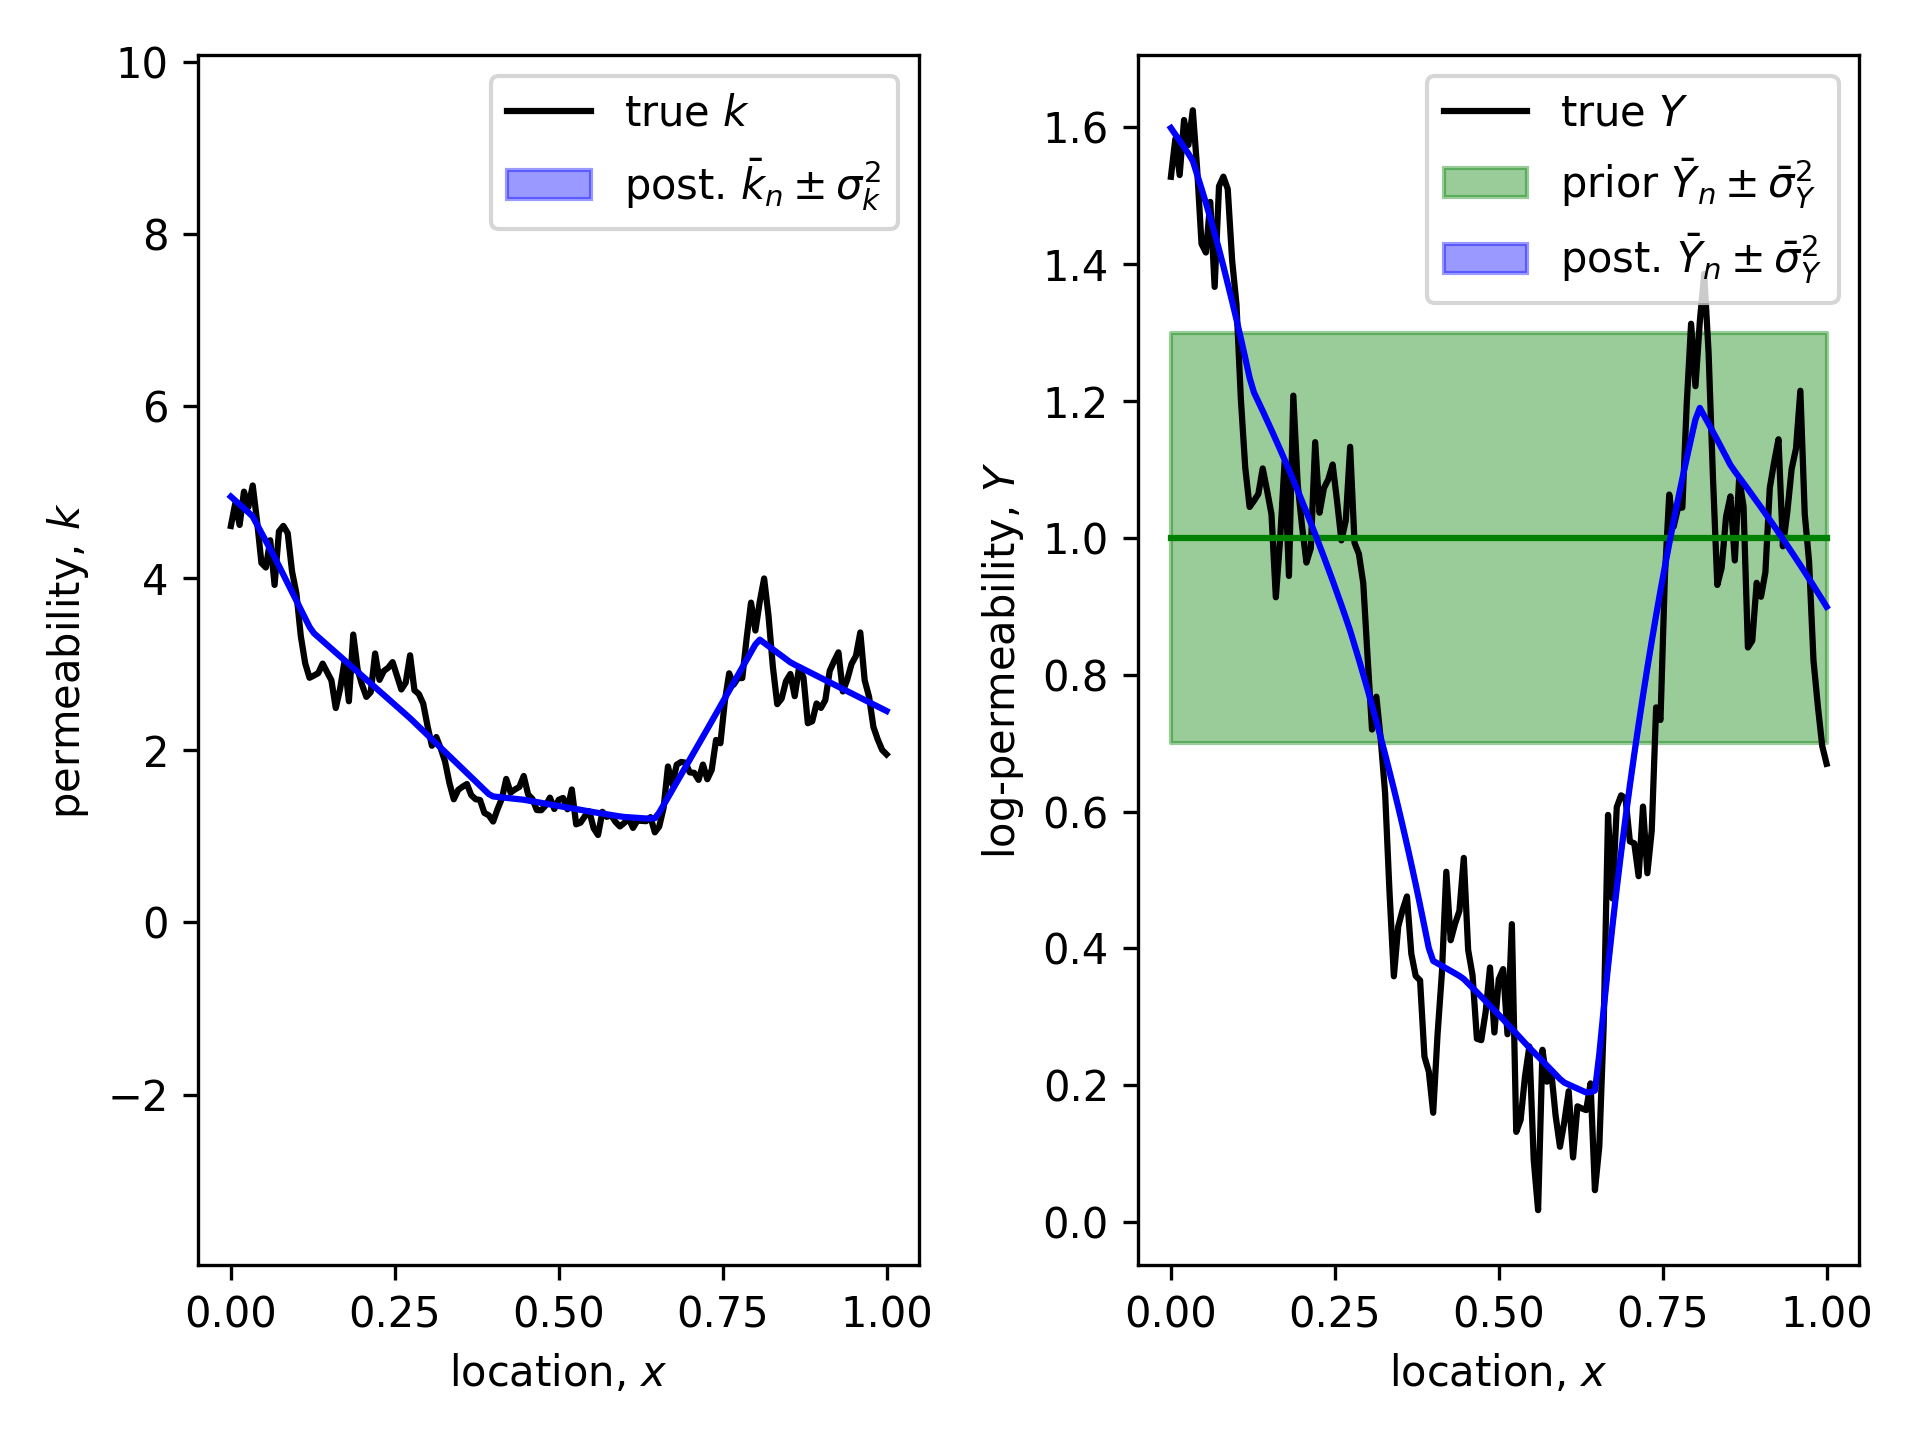 10
8
6
4
2
0
−2
0.00 0.25 0.50 0.75 1.00
location, x
permeability, k
true k
post. k̄ₙ ± σ²ₖ
1.6
1.4
1.2
1.0
0.8
0.6
0.4
0.2
0.0
0.00 0.25 0.50 0.75 1.00
location, x
log-permeability, Y
true Y
prior Ȳₙ ± σ̄²_Y
post. Ȳₙ ± σ̄²_Y